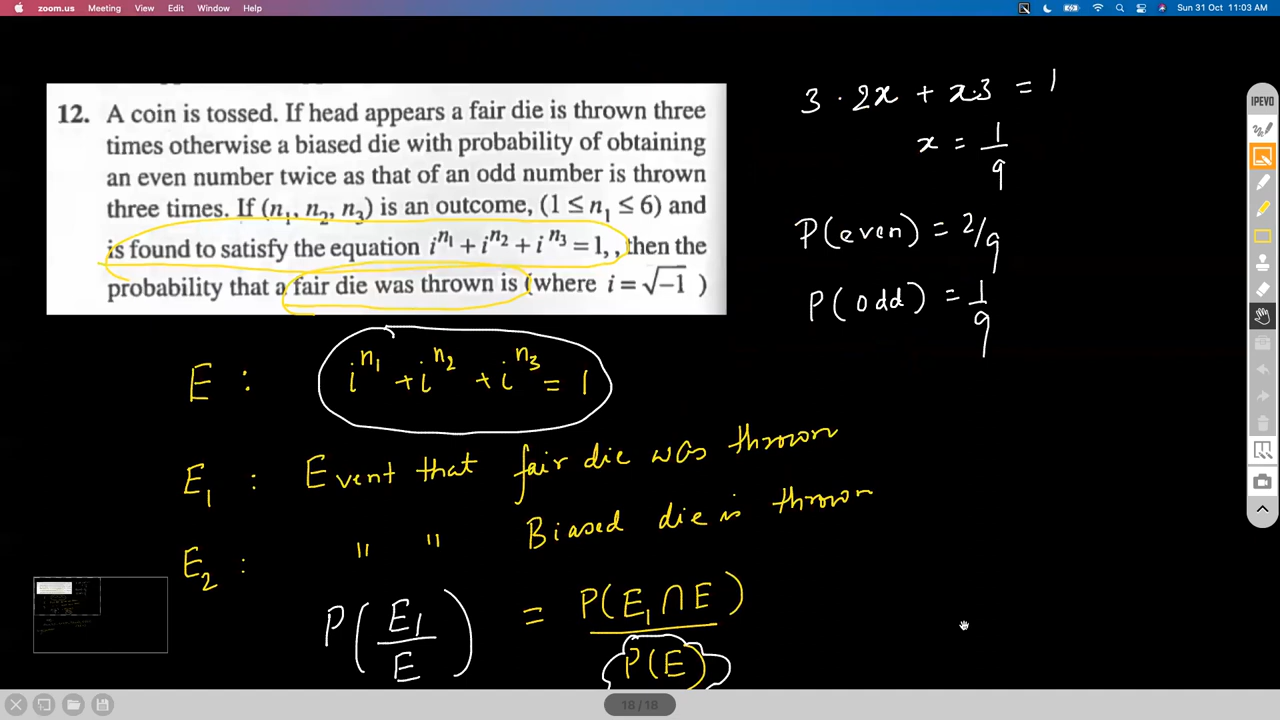 zoom.us Meeting View Edit Window Help Sun 31 Oct 11:03 AM
12. A coin is tossed. If head appears a fair die is thrown three
times otherwise a biased die with probability of obtaining
an even number twice as that of an odd number is thrown
three times. If (n₁, n₂, n₃) is an outcome, (1 ≤ n₁ ≤ 6) and
is found to satisfy the equation i^n₁ + i^n₂ + i^n₃ = 1, , then the
probability that a fair die was thrown is (where i = √−1 )
3 · 2x + x·3 = 1
x = 1/9
P(even) = 2/9
P(odd) = 1/9
IPEVO
E : i^n₁ + i^n₂ + i^n₃ = 1
E₁ : Event that fair die was thrown
E₂ : " " Biased die is thrown
P(E₁/E) = P(E₁ ∩ E)/P(E)
18 / 18